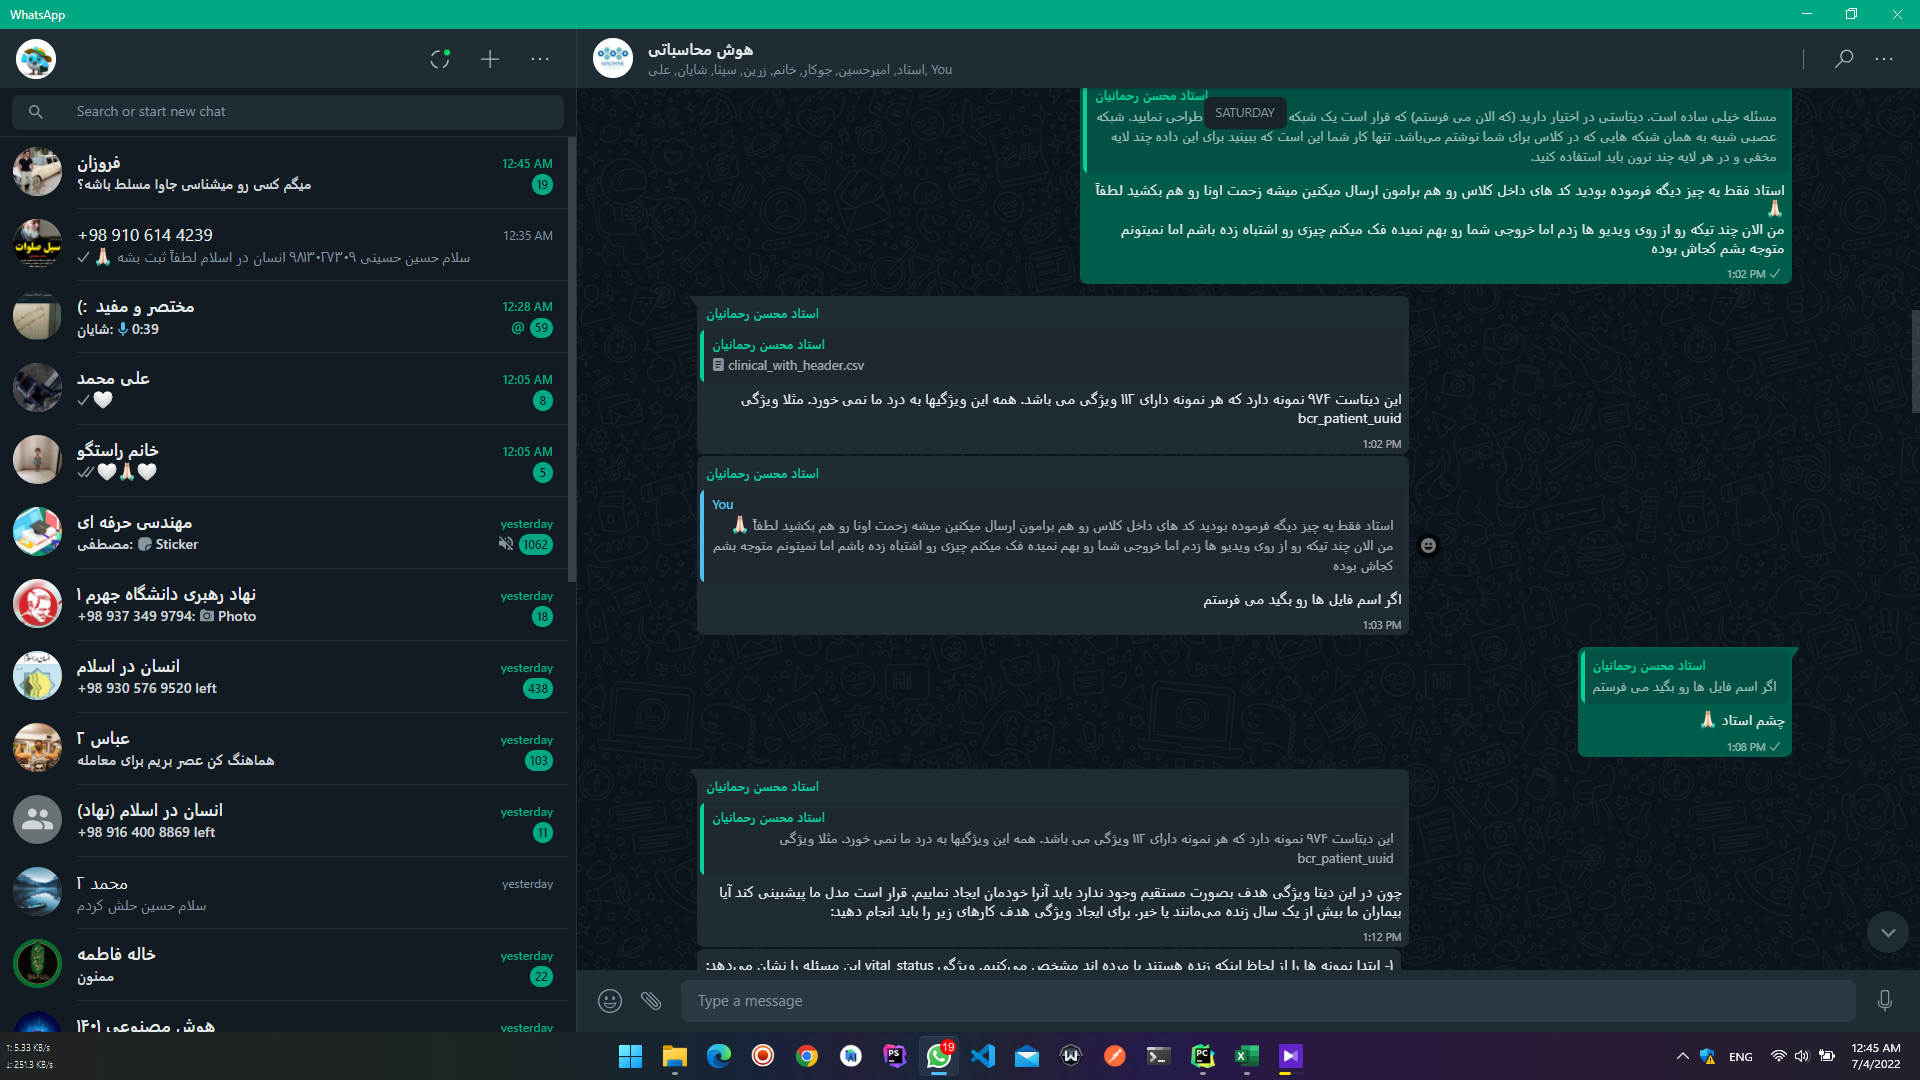 WhatsApp
Search or start new chat
فروزان
12:45 AM
میگم کسی رو میشناسی جاوا مسلط باشه؟
19
+98 910 614 4239
12:35 AM
سلام حسین حسینی ۹۸۱۳۰۲۷۳۰۹ انسان در اسلام لطفاً ثبت بشه 🙏🏻
مختصر و مفید :)
12:28 AM
شایان: 0:39
@ 59
علی محمد
12:05 AM
🤍
8
خانم راستگو
12:05 AM
🤍🙏🏻🤍
5
مهندسی حرفه ای
yesterday
مصطفی: Sticker
1062
نهاد رهبری دانشگاه جهرم ۱
yesterday
+98 937 349 9794: Photo
18
انسان در اسلام
yesterday
+98 930 576 9520 left
438
عباس ۲
yesterday
هماهنگ کن عصر بریم برای معامله
103
انسان در اسلام (نهاد)
yesterday
+98 916 400 8869 left
11
محمد ۲
yesterday
سلام حسین حلش کردم
خاله فاطمه
yesterday
ممنون
22
هوش مصنوعی ۱۴۰۱
yesterday
هوش محاسباتی
استاد, امیرحسین, جوکار, خانم, زرین, سینا, شایان, علی, You
MACHINE
SATURDAY
استاد محسن رحمانیان
مسئله خیلی ساده است. دیتاستی در اختیار دارید (که الان می فرستم) که قرار است یک شبکه طراحی نمایید. شبکه
عصبی شبیه به همان شبکه هایی که در کلاس برای شما نوشتم می‌باشد. تنها کار شما این است که ببینید برای این داده چند لایه
مخفی و در هر لایه چند نرون باید استفاده کنید.
استاد فقط یه چیز دیگه فرموده بودید کد های داخل کلاس رو هم برامون ارسال میکنین میشه زحمت اونا رو هم بکشید لطفاً
🙏🏻
من الان چند تیکه رو از روی ویدیو ها زدم اما خروجی شما رو بهم نمیده فک میکنم چیزی رو اشتباه زده باشم اما نمیتونم
متوجه بشم کجاش بوده
1:02 PM
استاد محسن رحمانیان
استاد محسن رحمانیان
clinical_with_header.csv
این دیتاست ۹۷۴ نمونه دارد که هر نمونه دارای ۱۱۲ ویژگی می باشد. همه این ویژگیها به درد ما نمی خورد. مثلا ویژگی
bcr_patient_uuid
1:02 PM
استاد محسن رحمانیان
You
استاد فقط یه چیز دیگه فرموده بودید کد های داخل کلاس رو هم برامون ارسال میکنین میشه زحمت اونا رو هم بکشید لطفاً 🙏🏻
من الان چند تیکه رو از روی ویدیو ها زدم اما خروجی شما رو بهم نمیده فک میکنم چیزی رو اشتباه زده باشم اما نمیتونم متوجه بشم
کجاش بوده
اگر اسم فایل ها رو بگید می فرستم
1:03 PM
استاد محسن رحمانیان
اگر اسم فایل ها رو بگید می فرستم
چشم استاد 🙏🏻
1:08 PM
استاد محسن رحمانیان
استاد محسن رحمانیان
این دیتاست ۹۷۴ نمونه دارد که هر نمونه دارای ۱۱۲ ویژگی می باشد. همه این ویژگیها به درد ما نمی خورد. مثلا ویژگی
bcr_patient_uuid
چون در این دیتا ویژگی هدف بصورت مستقیم وجود ندارد باید آنرا خودمان ایجاد نماییم. قرار است مدل ما پیشبینی کند آیا
بیماران ما بیش از یک سال زنده می‌مانند یا خیر. برای ایجاد ویژگی هدف کارهای زیر را باید انجام دهید:
1:12 PM
۱- ابتدا نمونه ها را از لحاظ اینکه زنده هستند یا مرده اند مشخص می‌کنیم. ویژگی vital_status این مسئله را نشان می‌دهد:
Type a message
↑: 5.33 KB/s
↓: 251.3 KB/s
19
ENG
12:45 AM
7/4/2022